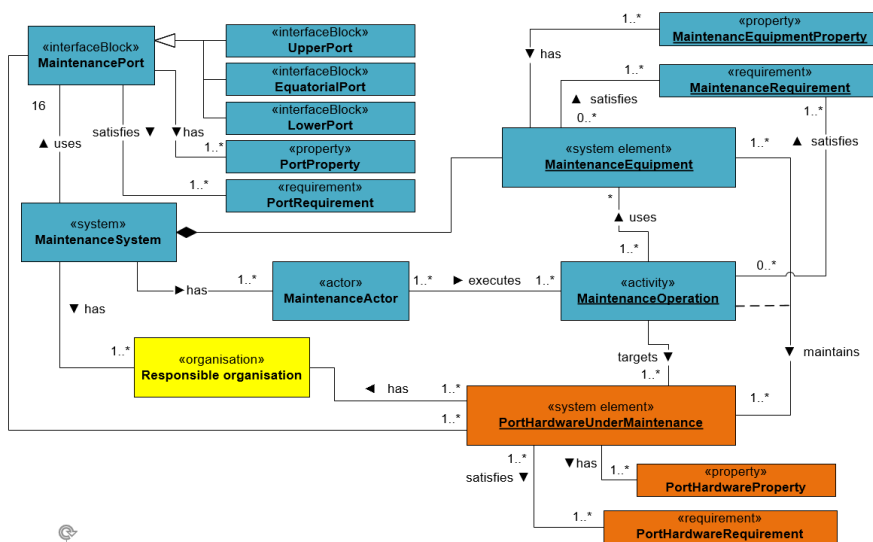 «interfaceBlock»
MaintenancePort
«interfaceBlock»
UpperPort
«interfaceBlock»
EquatorialPort
«interfaceBlock»
LowerPort
«property»
PortProperty
«requirement»
PortRequirement
1..*
«property»
MaintenancEquipmentProperty
▼ has
1..*
«requirement»
MaintenanceRequirement
▲ satisfies
0..*
1..*
▲ satisfies
16
▲ uses
satisfies ▼
▼has
1..*
1..*
«system element»
MaintenanceEquipment
1..*
*
▲ uses
1..*
«system»
MaintenanceSystem
▼ has
1..*
►has
1..*
«actor»
MaintenanceActor
1..*
► executes
1..*
«activity»
MaintenanceOperation
0..*
targets ▼
1..*
▼ maintains
1..*
«organisation»
Responsible organisation
◄ has
1..*
1..*
«system element»
PortHardwareUnderMaintenance
1..*
satisfies ▼
▼has
1..*
«property»
PortHardwareProperty
1..*
«requirement»
PortHardwareRequirement